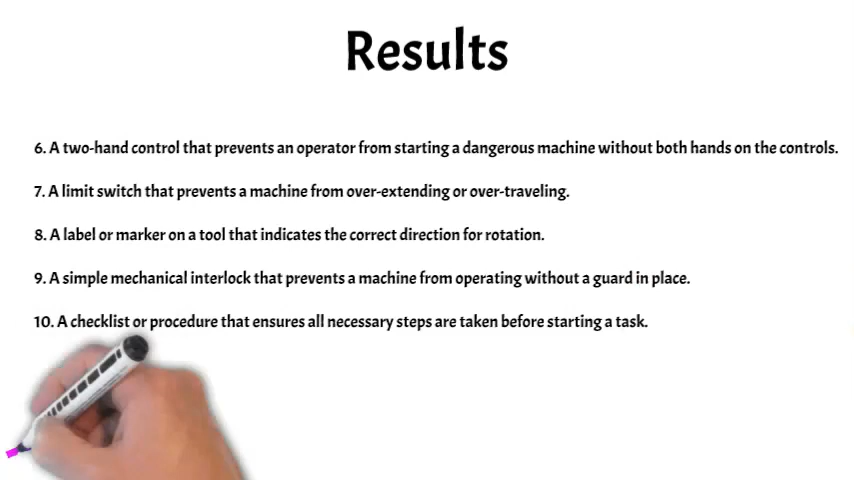 Results
6. A two-hand control that prevents an operator from starting a dangerous machine without both hands on the controls.
7. A limit switch that prevents a machine from over-extending or over-traveling.
8. A label or marker on a tool that indicates the correct direction for rotation.
9. A simple mechanical interlock that prevents a machine from operating without a guard in place.
10. A checklist or procedure that ensures all necessary steps are taken before starting a task.